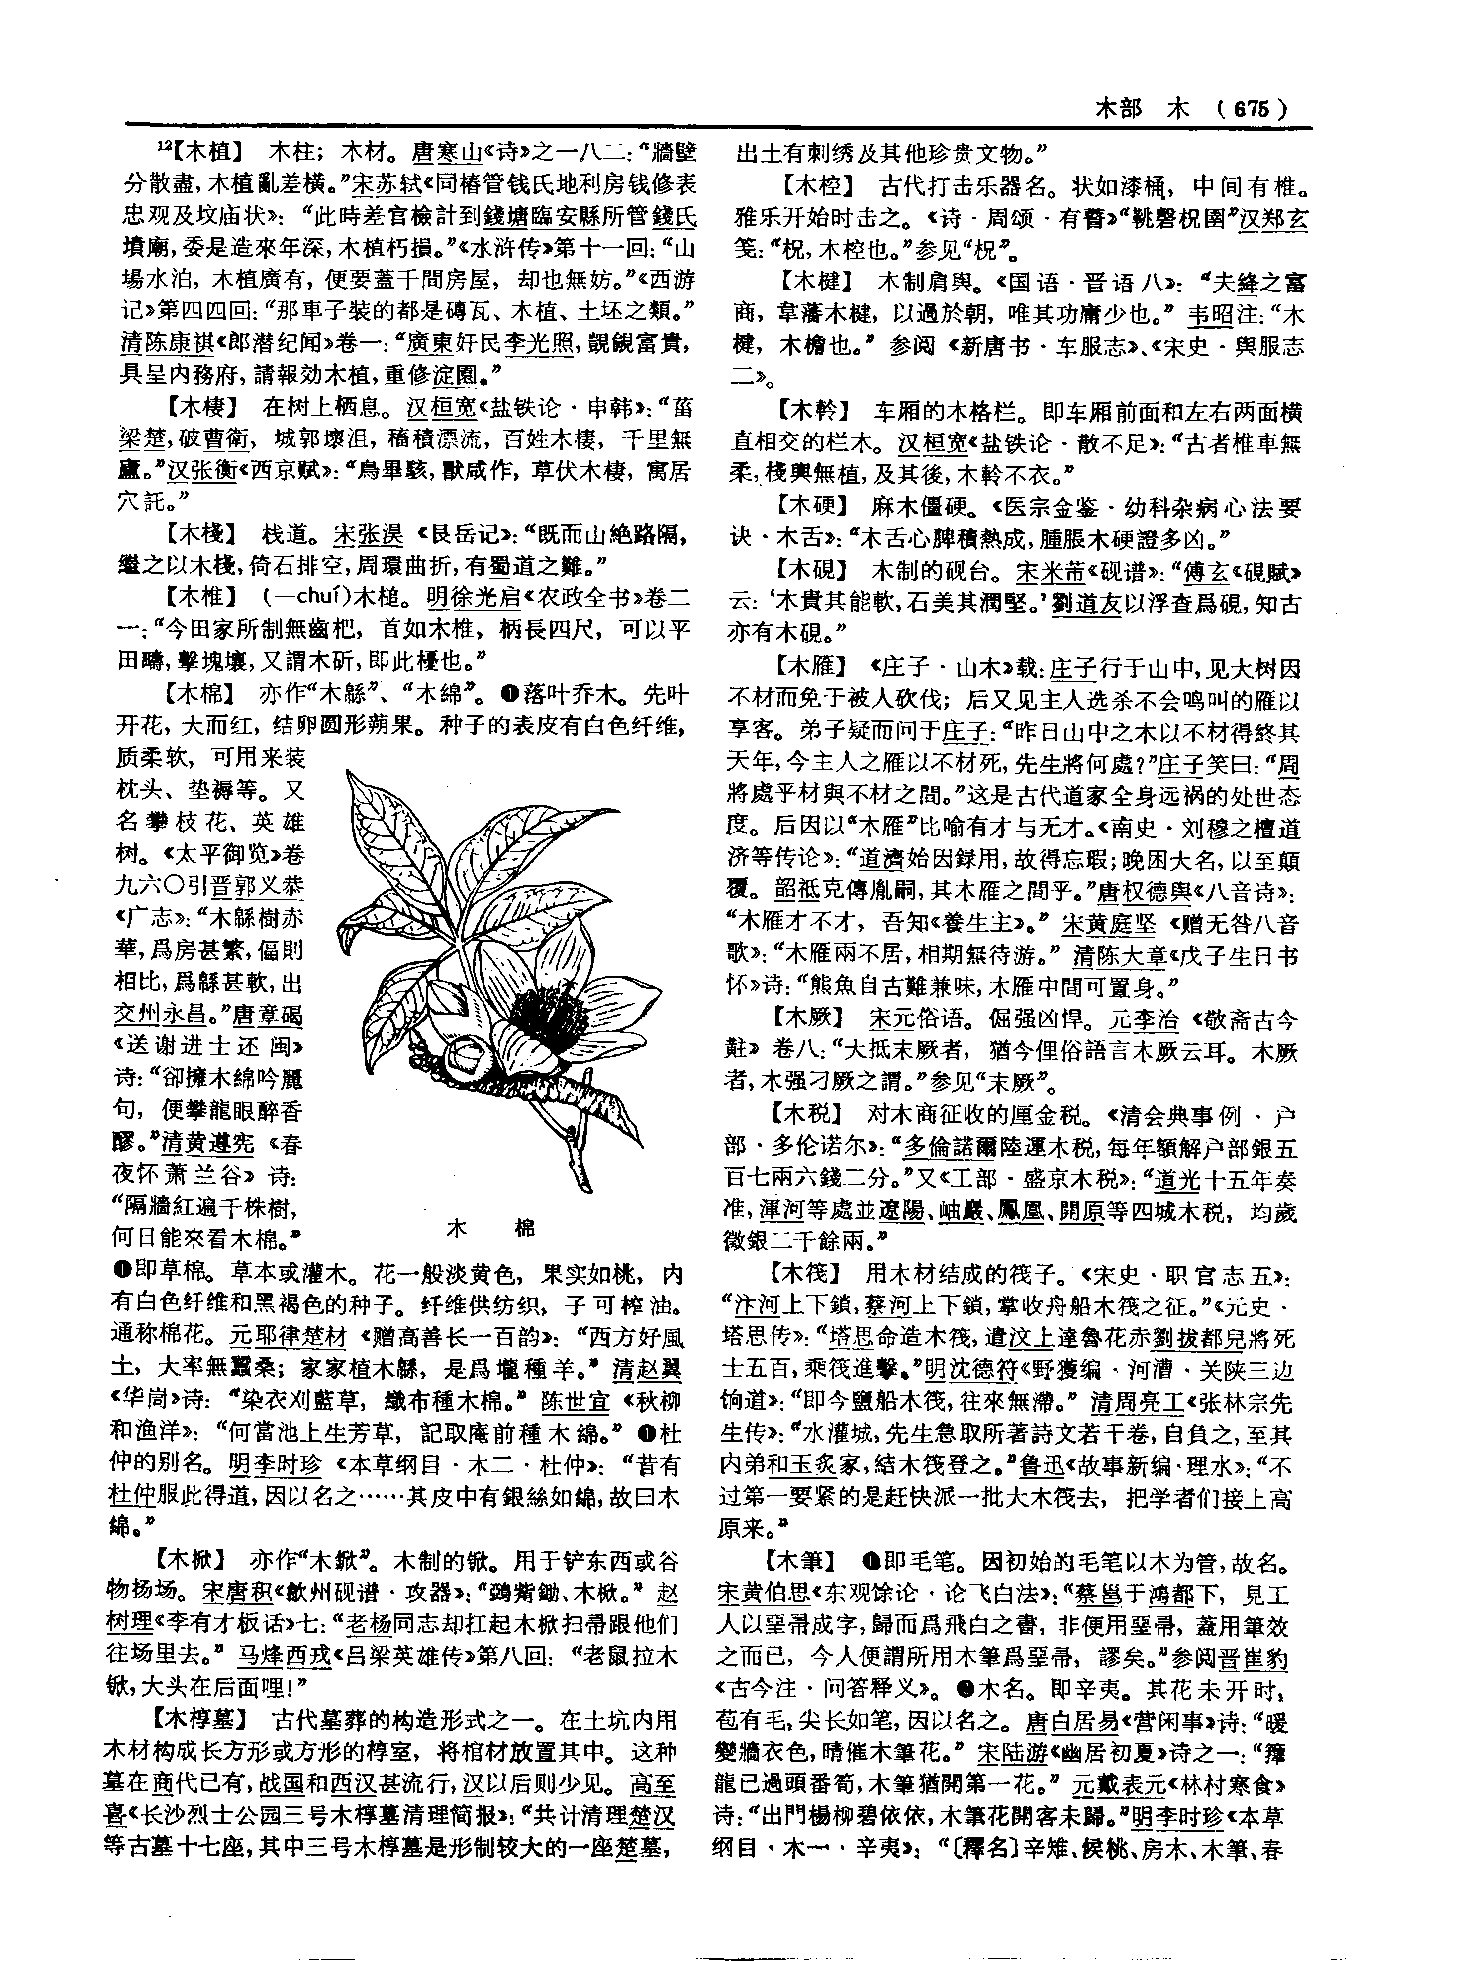 木部　木　(675)
¹²【木植】　木柱；木材。唐寒山《诗》之一八二：“牆壁
分散盡，木植亂差横。”宋苏轼《同椿管钱氏地利房钱修表
忠观及坟庙状》：“此時差官檢計到錢塘臨安縣所管錢氏
墳廟，委是造來年深，木植朽損。”《水浒传》第十一回：“山
場水泊，木植廣有，便要蓋千間房屋，却也無妨。”《西游
记》第四四回：“那車子裝的都是磚瓦、木植、土坯之類。”
清陈康祺《郎潜纪闻》卷一：“廣東奸民李光照，覬覦富貴，
具呈内務府，請報効木植，重修淀園。”
【木棲】　在树上栖息。汉桓宽《盐铁论·申韩》：“菑
梁楚，破曹衛，城郭壞沮，稸積漂流，百姓木棲，千里無
廬。”汉张衡《西京赋》：“鳥畢駭，獸咸作，草伏木棲，寓居
穴託。”
【木棧】　栈道。宋张淏《艮岳记》：“既而山絶路隔，
繼之以木棧，倚石排空，周環曲折，有蜀道之難。”
【木椎】　(—chuí)木槌。明徐光启《农政全书》卷二
一：“今田家所制無齒杷，首如木椎，柄長四尺，可以平
田疇，擊塊壤，又謂木斫，即此櫌也。”
【木棉】　亦作“木緜”、“木綿”。❶落叶乔木。先叶
开花，大而红，结卵圆形蒴果。种子的表皮有白色纤维，
质柔软，可用来装
枕头、垫褥等。又
名攀枝花、英雄
树。《太平御览》卷
九六〇引晋郭义恭
《广志》：“木緜樹赤
華，爲房甚繁，偪則
相比，爲緜甚軟，出
交州永昌。”唐章碣
《送谢进士还闽》
诗：“卻擁木綿吟麗
句，便攀龍眼醉香
醪。”清黄遵宪《春
夜怀萧兰谷》诗：
“隔牆紅遍千株樹，
何日能來看木棉。”
木　棉
❶即草棉。草本或灌木。花一般淡黄色，果实如桃，内
有白色纤维和黑褐色的种子。纤维供纺织，子可榨油。
通称棉花。元耶律楚材《赠高善长一百韵》：“西方好風
土，大率無蠶桑；家家植木緜，是爲壠種羊。”清赵翼
《华峝》诗：“染衣刈藍草，織布種木棉。”陈世宜《秋柳
和渔洋》：“何當池上生芳草，記取庵前種木綿。”❶杜
仲的别名。明李时珍《本草纲目·木二·杜仲》：“昔有
杜仲服此得道，因以名之……其皮中有銀絲如綿，故曰木
綿。”
【木锨】　亦作“木鍁”。木制的锨。用于铲东西或谷
物扬场。宋唐积《歙州砚谱·攻器》：“鵶觜鋤、木枚。”赵
树理《李有才板话》七：“老杨同志却扛起木杴扫帚跟他们
往场里去。”马烽西戎《吕梁英雄传》第八回：“老鼠拉木
锨，大头在后面哩！”
【木椁墓】　古代墓葬的构造形式之一。在土坑内用
木材构成长方形或方形的椁室，将棺材放置其中。这种
墓在商代已有，战国和西汉甚流行，汉以后则少见。高至
喜《长沙烈士公园三号木椁墓清理简报》：“共计清理楚汉
等古墓十七座，其中三号木椁墓是形制较大的一座楚墓，
出土有刺绣及其他珍贵文物。”
【木椌】　古代打击乐器名。状如漆桶，中间有椎。
雅乐开始时击之。《诗·周颂·有瞽》“鞉磬柷圉”汉郑玄
笺：“柷，木椌也。”参见“柷”。
【木楗】　木制肩舆。《国语·晋语八》：“夫絳之富
商，韋藩木楗，以過於朝，唯其功庸少也。”韦昭注：“木
楗，木檐也。”参阅《新唐书·车服志》、《宋史·舆服志
二》。
【木軨】　车厢的木格栏。即车厢前面和左右两面横
直相交的栏木。汉桓宽《盐铁论·散不足》：“古者椎車無
柔，棧輿無植，及其後，木軨不衣。”
【木硬】　麻木僵硬。《医宗金鉴·幼科杂病心法要
诀·木舌》：“木舌心脾積熱成，腫脹木硬證多凶。”
【木硯】　木制的砚台。宋米芾《砚谱》：“傅玄《硯賦》
云：‘木貴其能軟，石美其潤堅。’劉道友以浮查爲硯，知古
亦有木硯。”
【木雁】　《庄子·山木》载：庄子行于山中，见大树因
不材而免于被人砍伐；后又见主人选杀不会鸣叫的雁以
享客。弟子疑而问于庄子：“昨日山中之木以不材得終其
天年，今主人之雁以不材死，先生將何處？”庄子笑曰：“周
將處乎材與不材之間。”这是古代道家全身远祸的处世态
度。后因以“木雁”比喻有才与无才。《南史·刘穆之檀道
济等传论》：“道濟始因録用，故得忘瑕；晚困大名，以至顛
覆。韶祗克傳胤嗣，其木雁之間乎。”唐权德舆《八音诗》：
“木雁才不才，吾知《養生主》。”宋黄庭坚《赠无咎八音
歌》：“木雁兩不居，相期無待游。”清陈大章《戊子生日书
怀》诗：“熊魚自古難兼味，木雁中間可置身。”
【木厥】　宋元俗语。倔强凶悍。元李治《敬斋古今
黈》卷八：“大抵末厥者，猶今俚俗語言木厥云耳。木厥
者，木强刁厥之謂。”参见“末厥”。
【木税】　对木商征收的厘金税。《清会典事例·户
部·多伦诺尔》：“多倫諾爾陸運木税，每年額解户部銀五
百七兩六錢二分。”又《工部·盛京木税》：“道光十五年奏
准，渾河等處並遼陽、岫巖、鳳凰、開原等四城木税，均歲
徵銀二千餘兩。”
【木筏】　用木材结成的筏子。《宋史·职官志五》：
“汴河上下鎖，蔡河上下鎖，掌收舟船木筏之征。”《元史·
塔思传》：“塔思命造木筏，遣汶上達魯花赤劉拔都兒將死
士五百，乘筏進擊。”明沈德符《野獲编·河漕·关陕三边
饷道》：“即今鹽船木筏，往來無滯。”清周亮工《张林宗先
生传》：“水灌城，先生急取所著詩文若干卷，自負之，至其
内弟和玉炙家，結木筏登之。”鲁迅《故事新编·理水》：“不
过第一要紧的是赶快派一批大木筏去，把学者们接上高
原来。”
【木筆】　❶即毛笔。因初始的毛笔以木为管，故名。
宋黄伯思《东观馀论·论飞白法》：“蔡邕于鴻都下，見工
人以堊帚成字，歸而爲飛白之書，非便用堊帚，蓋用筆效
之而已，今人便謂所用木筆爲堊帚，謬矣。”参阅晋崔豹
《古今注·问答释义》。❷木名。即辛夷。其花未开时，
苞有毛，尖长如笔，因以名之。唐白居易《营闲事》诗：“暖
變牆衣色，晴催木筆花。”宋陆游《幽居初夏》诗之一：“籜
龍已過頭番筍，木筆猶開第一花。”元戴表元《林村寒食》
诗：“出門楊柳碧依依，木筆花開客未歸。”明李时珍《本草
纲目·木一·辛夷》：“〔釋名〕辛雉、侯桃、房木、木筆、春